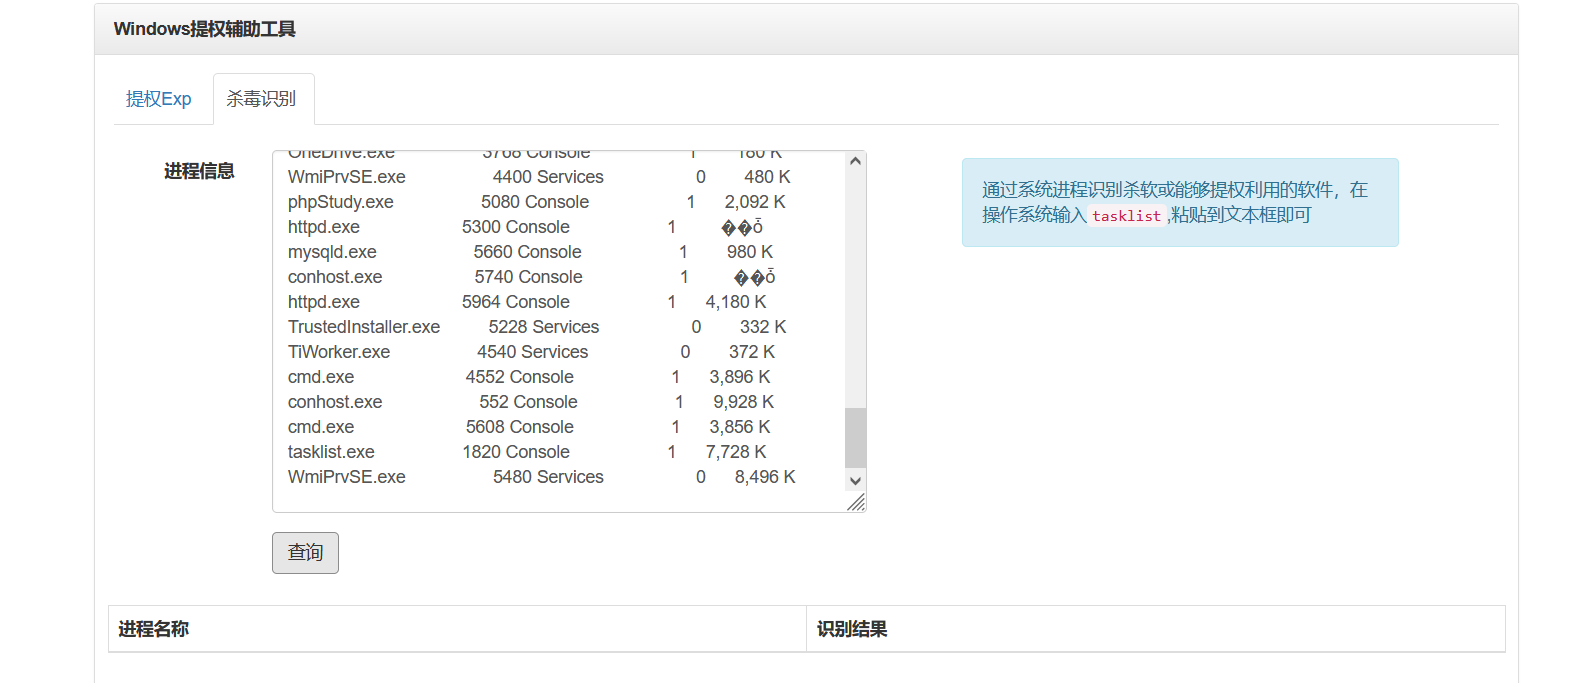 Windows提权辅助工具
提权Exp 杀毒识别
进程信息
OneDrive.exe 3768 Console 1 180 K
WmiPrvSE.exe 4400 Services 0 480 K
phpStudy.exe 5080 Console 1 2,092 K
httpd.exe 5300 Console 1 ��ȱ
mysqld.exe 5660 Console 1 980 K
conhost.exe 5740 Console 1 ��ȱ
httpd.exe 5964 Console 1 4,180 K
TrustedInstaller.exe 5228 Services 0 332 K
TiWorker.exe 4540 Services 0 372 K
cmd.exe 4552 Console 1 3,896 K
conhost.exe 552 Console 1 9,928 K
cmd.exe 5608 Console 1 3,856 K
tasklist.exe 1820 Console 1 7,728 K
WmiPrvSE.exe 5480 Services 0 8,496 K
通过系统进程识别杀软或能够提权利用的软件，在
操作系统输入 tasklist ,粘贴到文本框即可
查询
进程名称 识别结果